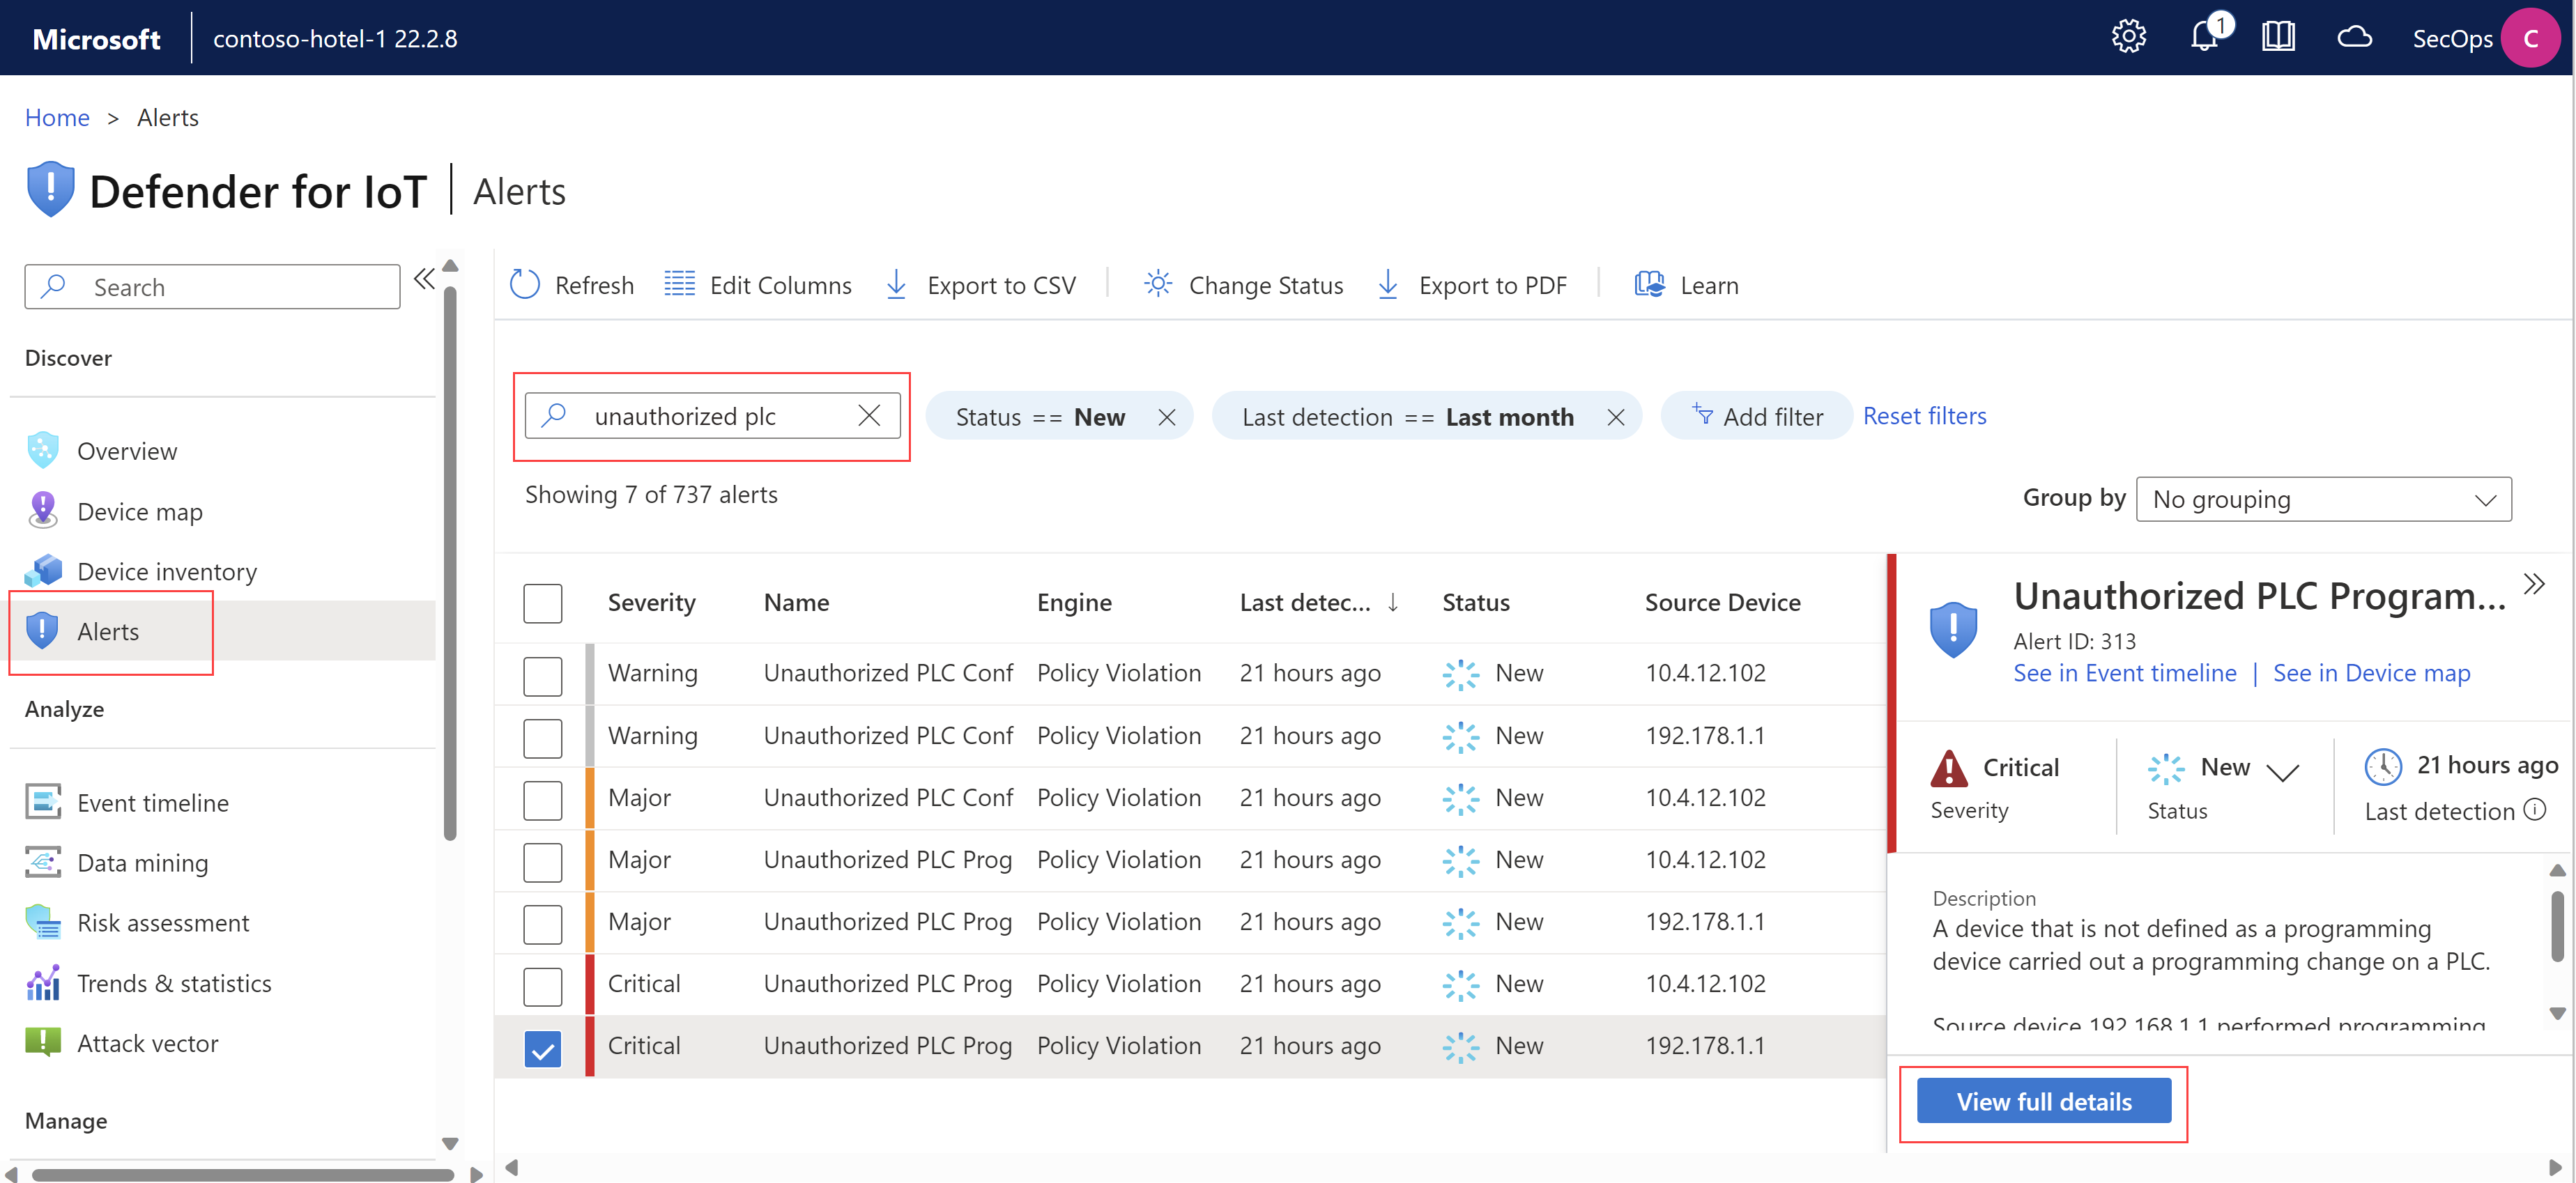 Microsoft contoso-hotel-1 22.2.8 1 SecOps C
Home > Alerts
Defender for IoT Alerts
Search
Discover
Overview
Device map
Device inventory
Alerts
Analyze
Event timeline
Data mining
Risk assessment
Trends & statistics
Attack vector
Manage
Refresh Edit Columns Export to CSV Change Status Export to PDF Learn
unauthorized plc Status == New Last detection == Last month Add filter Reset filters
Showing 7 of 737 alerts
Group by No grouping
Severity Name Engine Last detec... ↓ Status Source Device
Warning Unauthorized PLC Conf Policy Violation 21 hours ago New 10.4.12.102
Warning Unauthorized PLC Conf Policy Violation 21 hours ago New 192.178.1.1
Major Unauthorized PLC Conf Policy Violation 21 hours ago New 10.4.12.102
Major Unauthorized PLC Prog Policy Violation 21 hours ago New 10.4.12.102
Major Unauthorized PLC Prog Policy Violation 21 hours ago New 192.178.1.1
Critical Unauthorized PLC Prog Policy Violation 21 hours ago New 10.4.12.102
Critical Unauthorized PLC Prog Policy Violation 21 hours ago New 192.178.1.1
Unauthorized PLC Program...
Alert ID: 313
See in Event timeline | See in Device map
Critical New 21 hours ago
Severity Status Last detection
Description
A device that is not defined as a programming
device carried out a programming change on a PLC.
Source device 192.168.1.1 performed programming
View full details